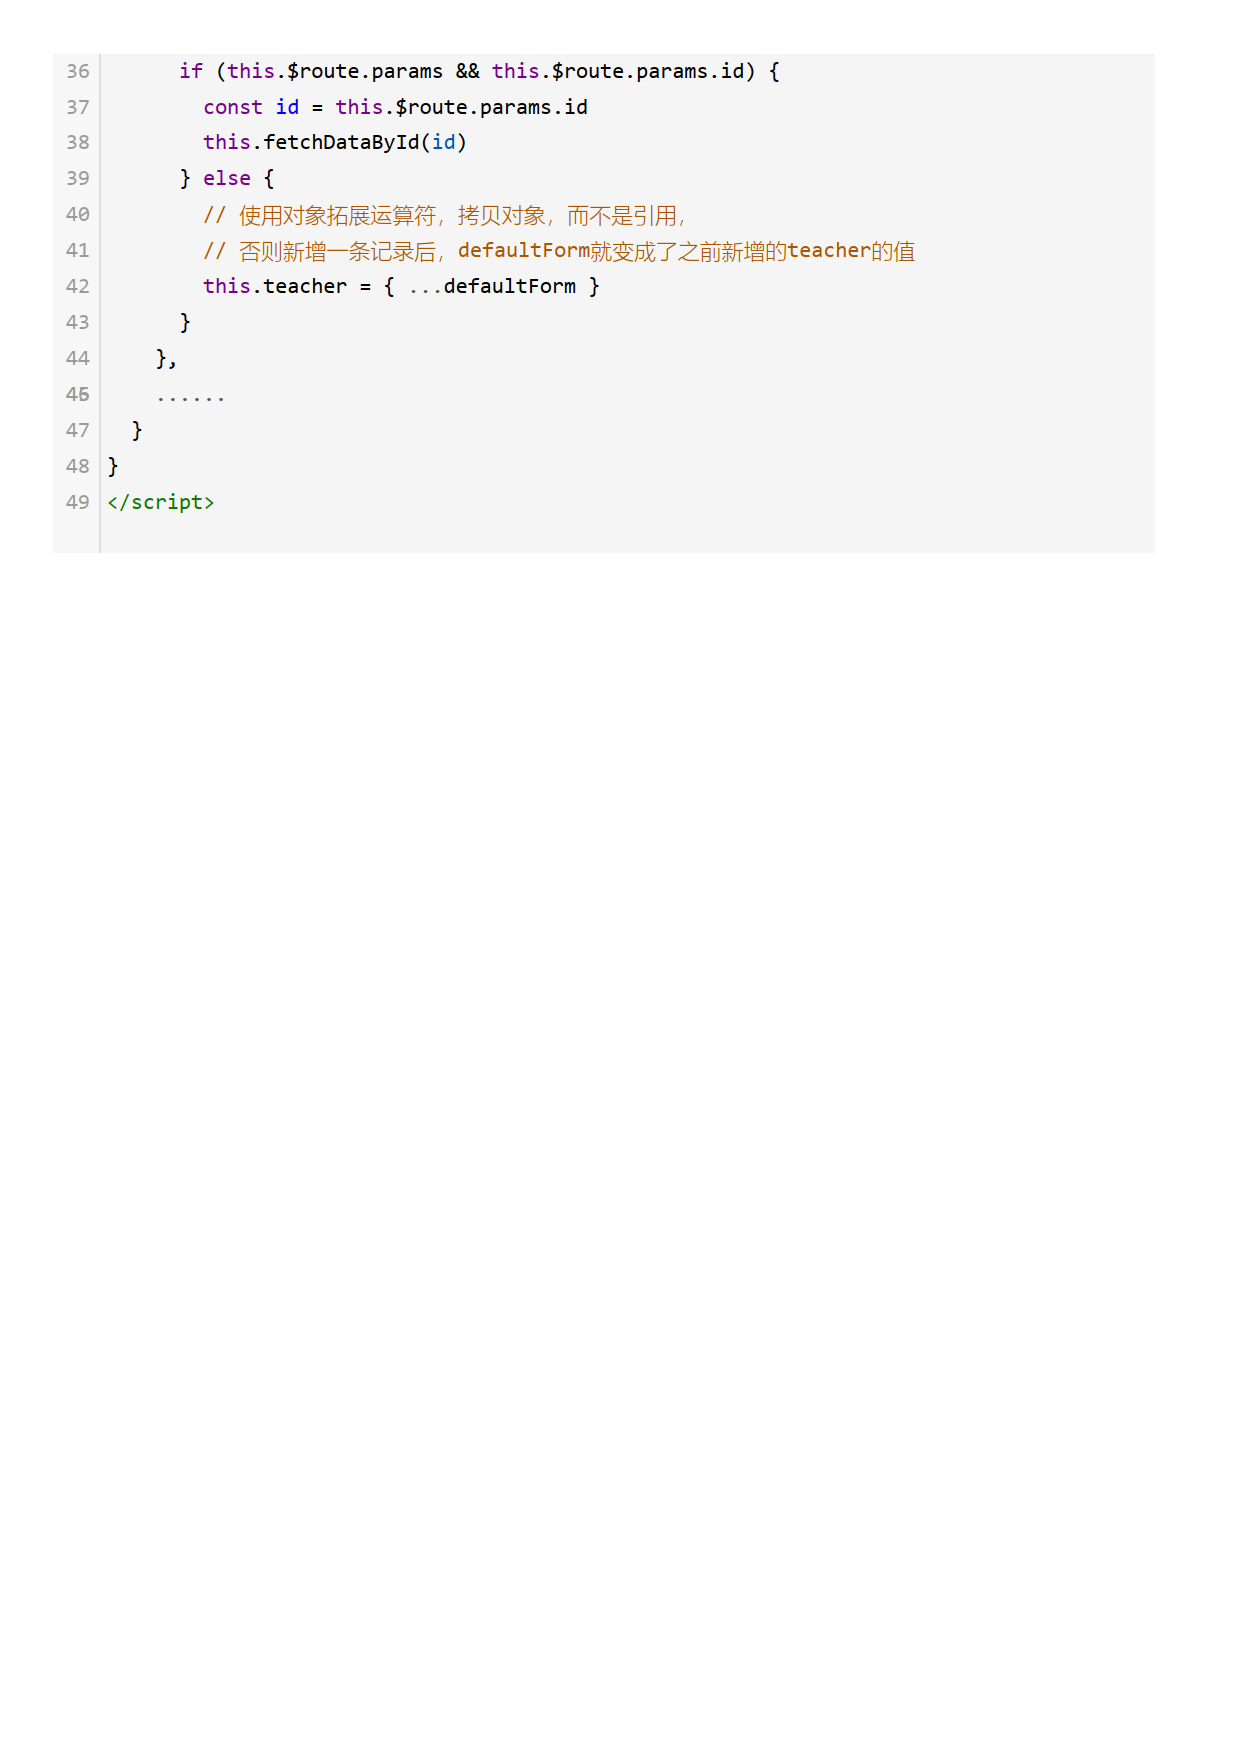 36       if (this.$route.params && this.$route.params.id) {
37         const id = this.$route.params.id
38         this.fetchDataById(id)
39       } else {
40         // 使用对象拓展运算符，拷贝对象，而不是引用，
41         // 否则新增一条记录后，defaultForm就变成了之前新增的teacher的值
42         this.teacher = { ...defaultForm }
43       }
44     },
45     ......
47   }
48 }
49 </script>